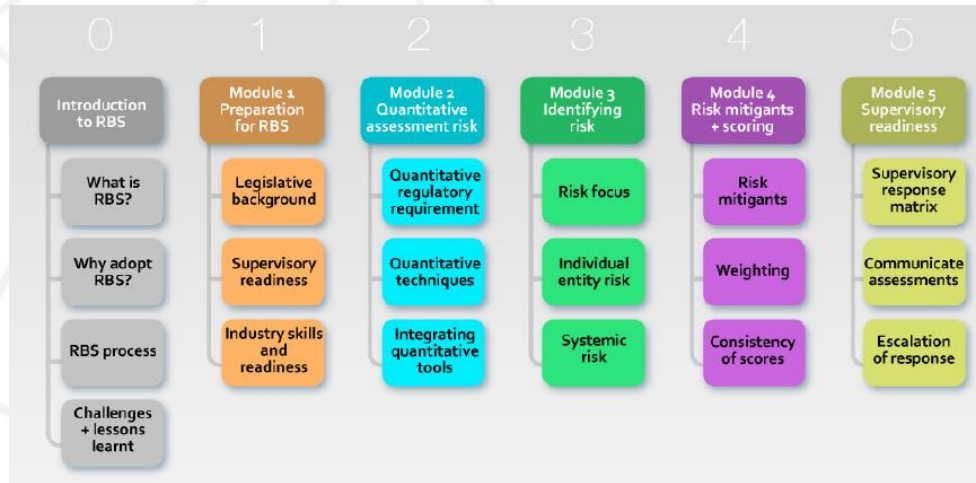 0
1
2
3
4
5
Introduction
to RBS
Module 1
Preparation
for RBS
Module 2
Quantitative
assessment risk
Module 3
Identifying
risk
Module 4
Risk mitigants
+ scoring
Module 5
Supervisory
readiness
What is
RBS?
Why adopt
RBS?
RBS process
Challenges
+ lessons
learnt
Legislative
background
Supervisory
readiness
Industry skills
and
readiness
Quantitative
regulatory
requirement
Quantitative
techniques
Integrating
quantitative
tools
Risk focus
Individual
entity risk
Systemic
risk
Risk
mitigants
Weighting
Consistency
of scores
Supervisory
response
matrix
Communicate
assessments
Escalation
of response